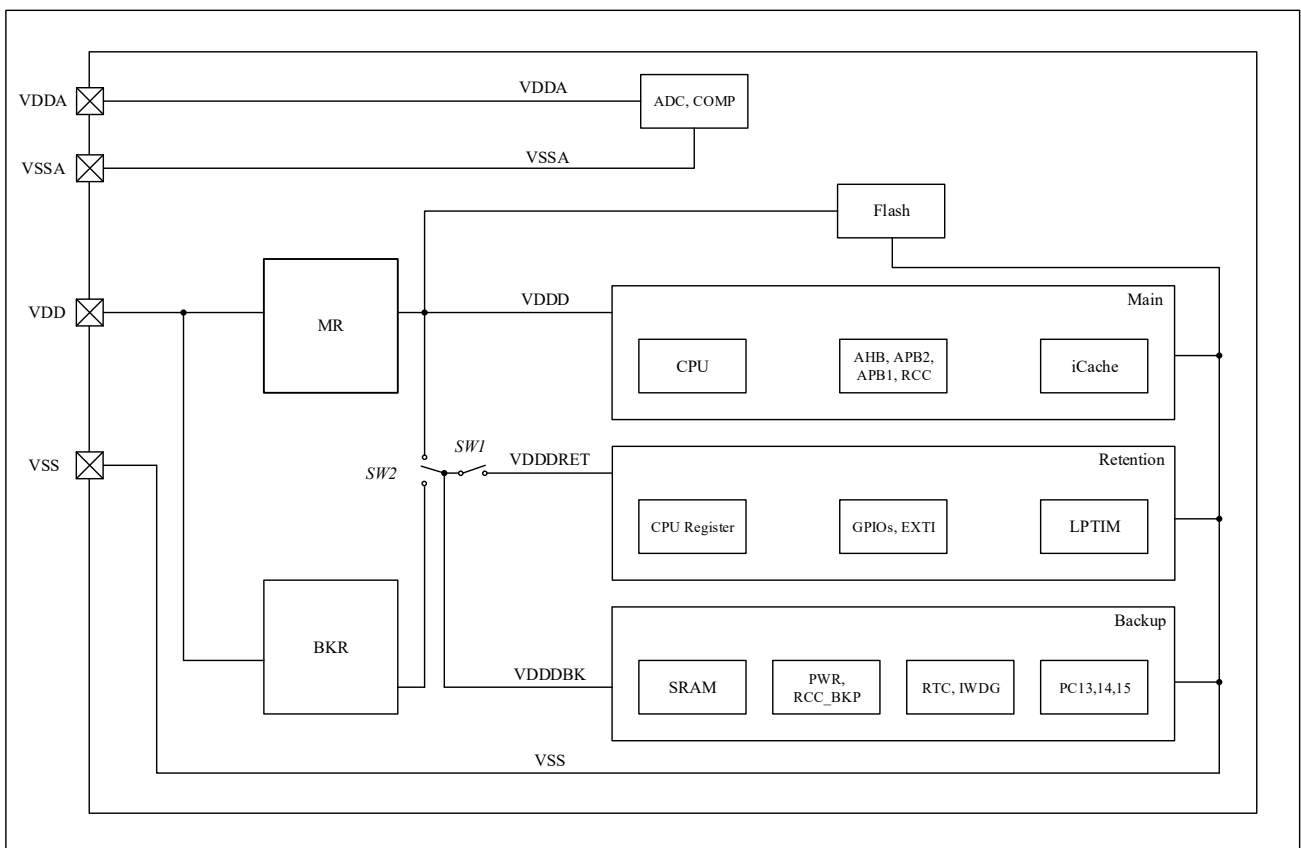 VDDA
VDDA
ADC, COMP
VSSA
VSSA
Flash
VDD
MR
VDDD
Main
CPU
AHB, APB2,
APB1, RCC
iCache
VSS
SW2
SW1
VDDDRET
Retention
CPU Register
GPIOs, EXTI
LPTIM
BKR
VDDDBK
Backup
SRAM
PWR,
RCC_BKP
RTC, IWDG
PC13,14,15
VSS